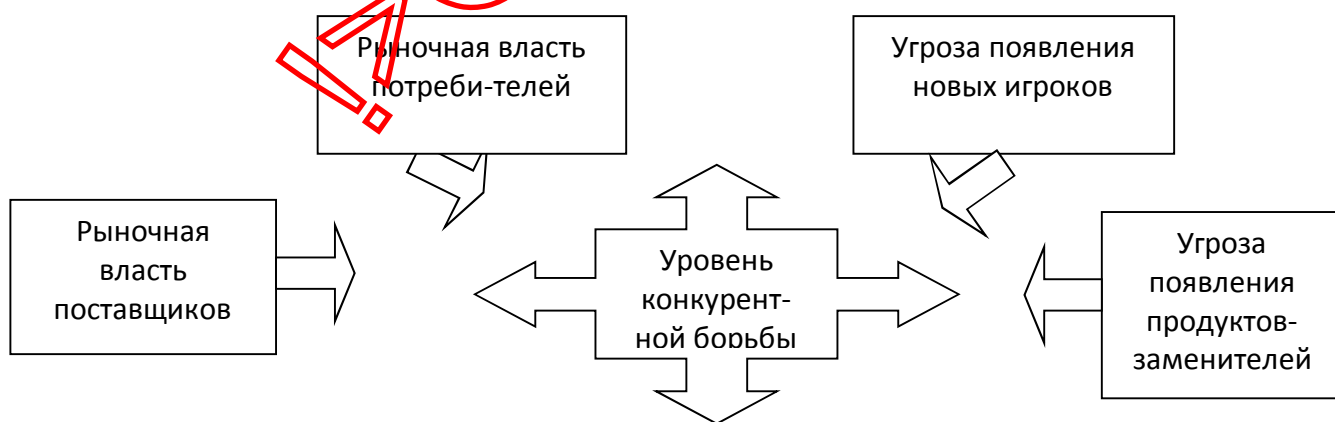 Рыночная власть
потреби-телей
Угроза появления
новых игроков
Рыночная
власть
поставщиков
Уровень
конкурент-
ной борьбы
Угроза
появления
продуктов-
заменителей